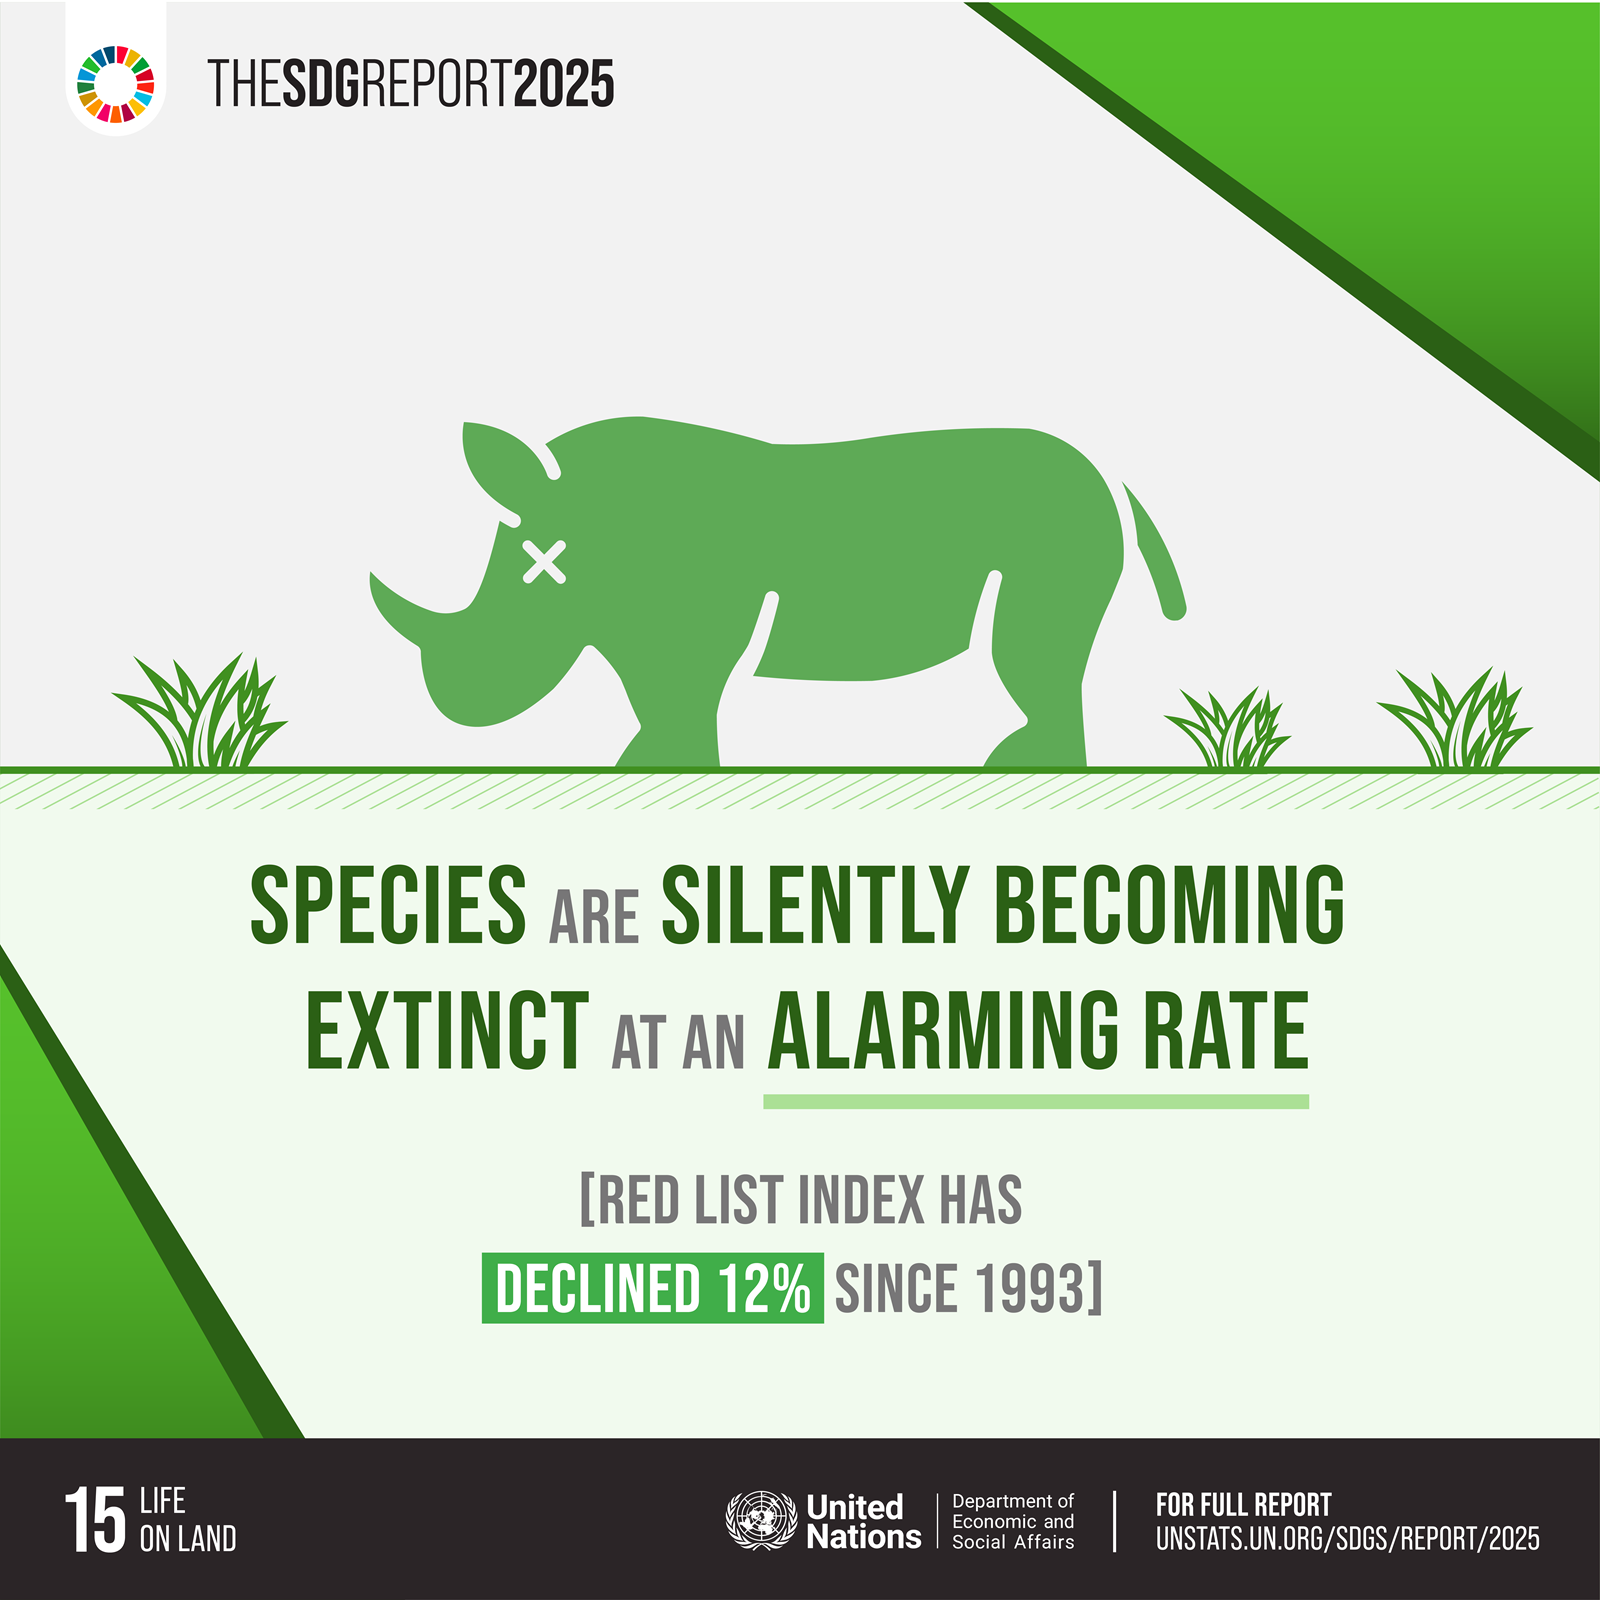 THESDGREPORT2025
SPECIES ARE SILENTLY BECOMING
EXTINCT AT AN ALARMING RATE
[RED LIST INDEX HAS
DECLINED 12% SINCE 1993]
15 LIFE
ON LAND
United
Nations
Department of
Economic and
Social Affairs
FOR FULL REPORT
UNSTATS.UN.ORG/SDGS/REPORT/2025